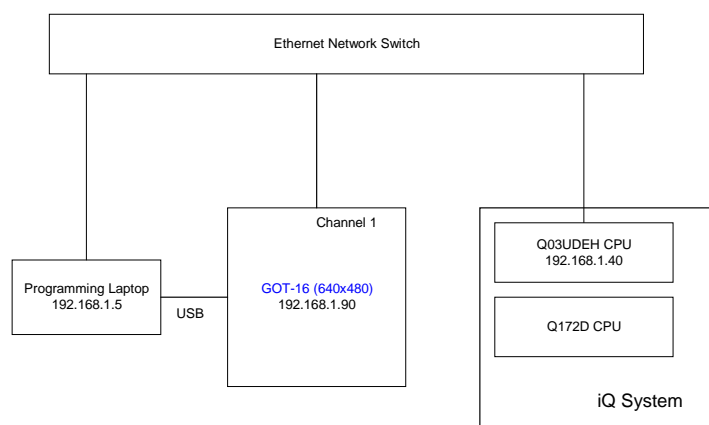 Ethernet Network Switch
Channel 1
Programming Laptop
192.168.1.5
USB
GOT-16 (640x480)
192.168.1.90
Q03UDEH CPU
192.168.1.40
Q172D CPU
iQ System